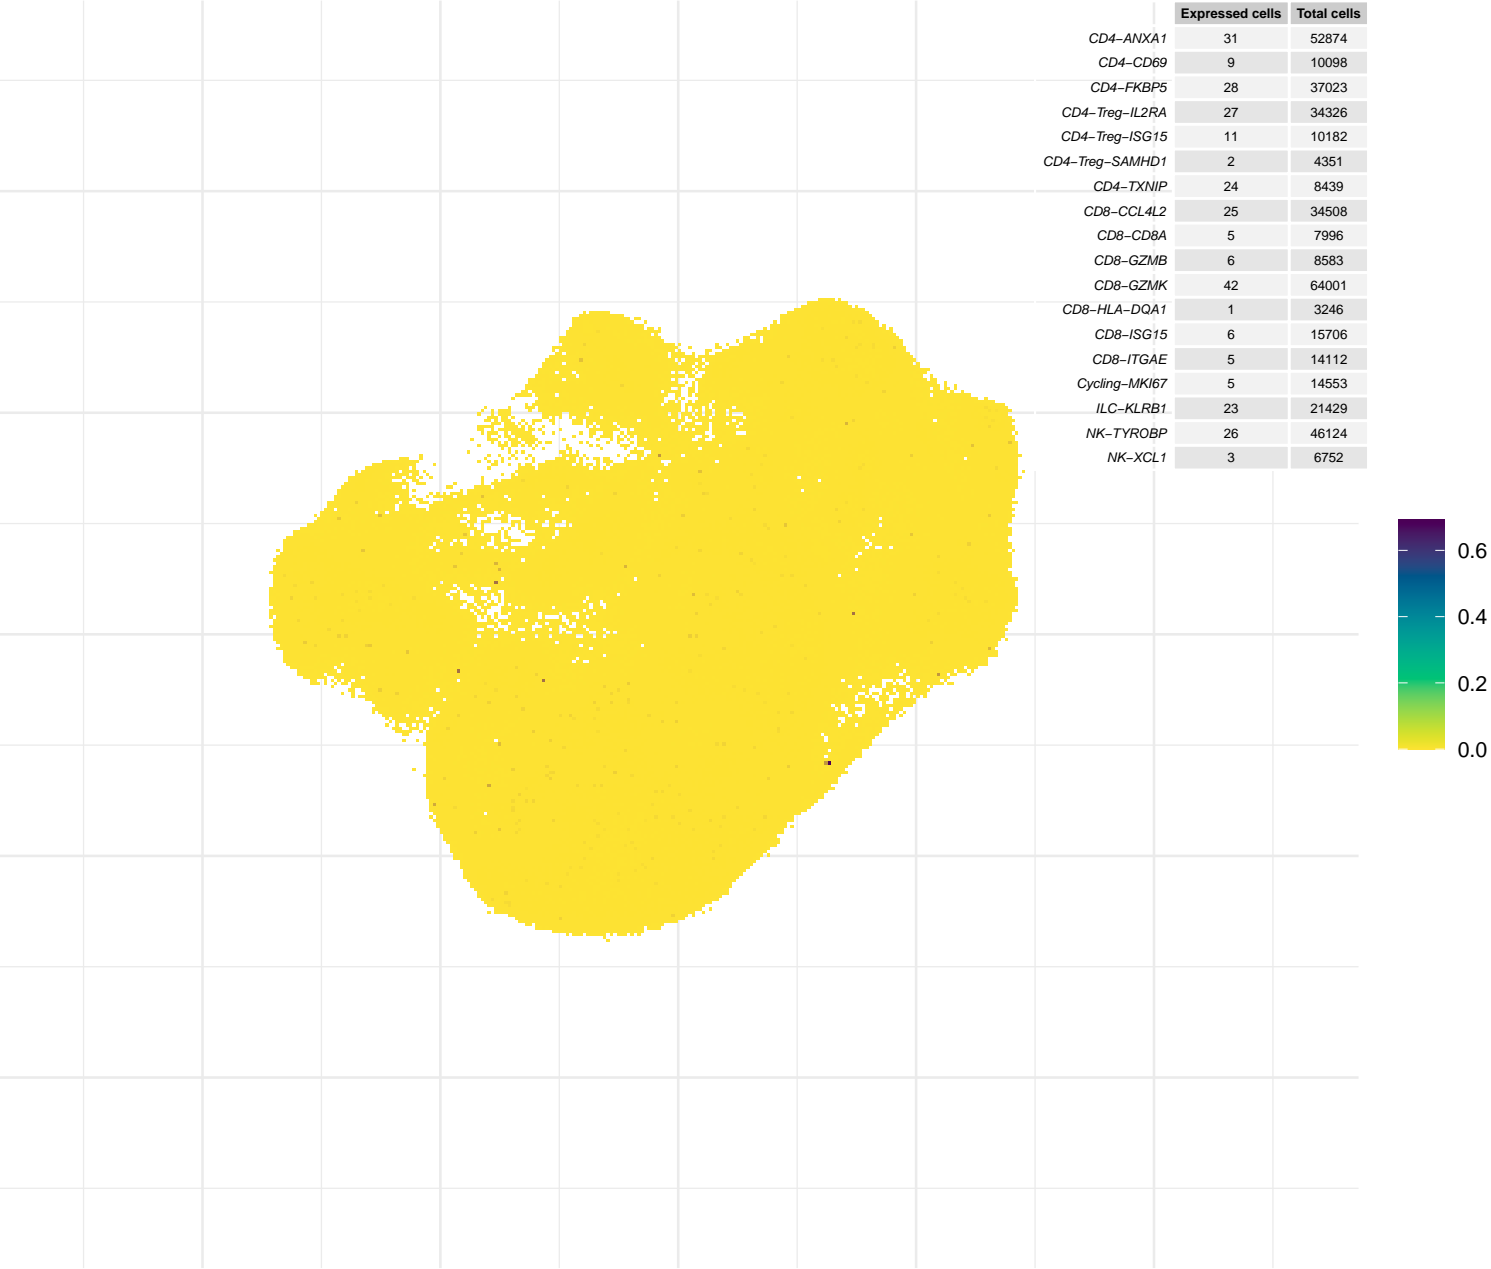 Expressed cells Total cells
CD4−ANXA1 31 52874
CD4−CD69 9 10098
CD4−FKBP5 28 37023
CD4−Treg−IL2RA 27 34326
CD4−Treg−ISG15 11 10182
CD4−Treg−SAMHD1 2 4351
CD4−TXNIP 24 8439
CD8−CCL4L2 25 34508
CD8−CD8A 5 7996
CD8−GZMB 6 8583
CD8−GZMK 42 64001
CD8−HLA−DQA1 1 3246
CD8−ISG15 6 15706
CD8−ITGAE 5 14112
Cycling−MKI67 5 14553
ILC−KLRB1 23 21429
NK−TYROBP 26 46124
NK−XCL1 3 6752
0.6
0.4
0.2
0.0